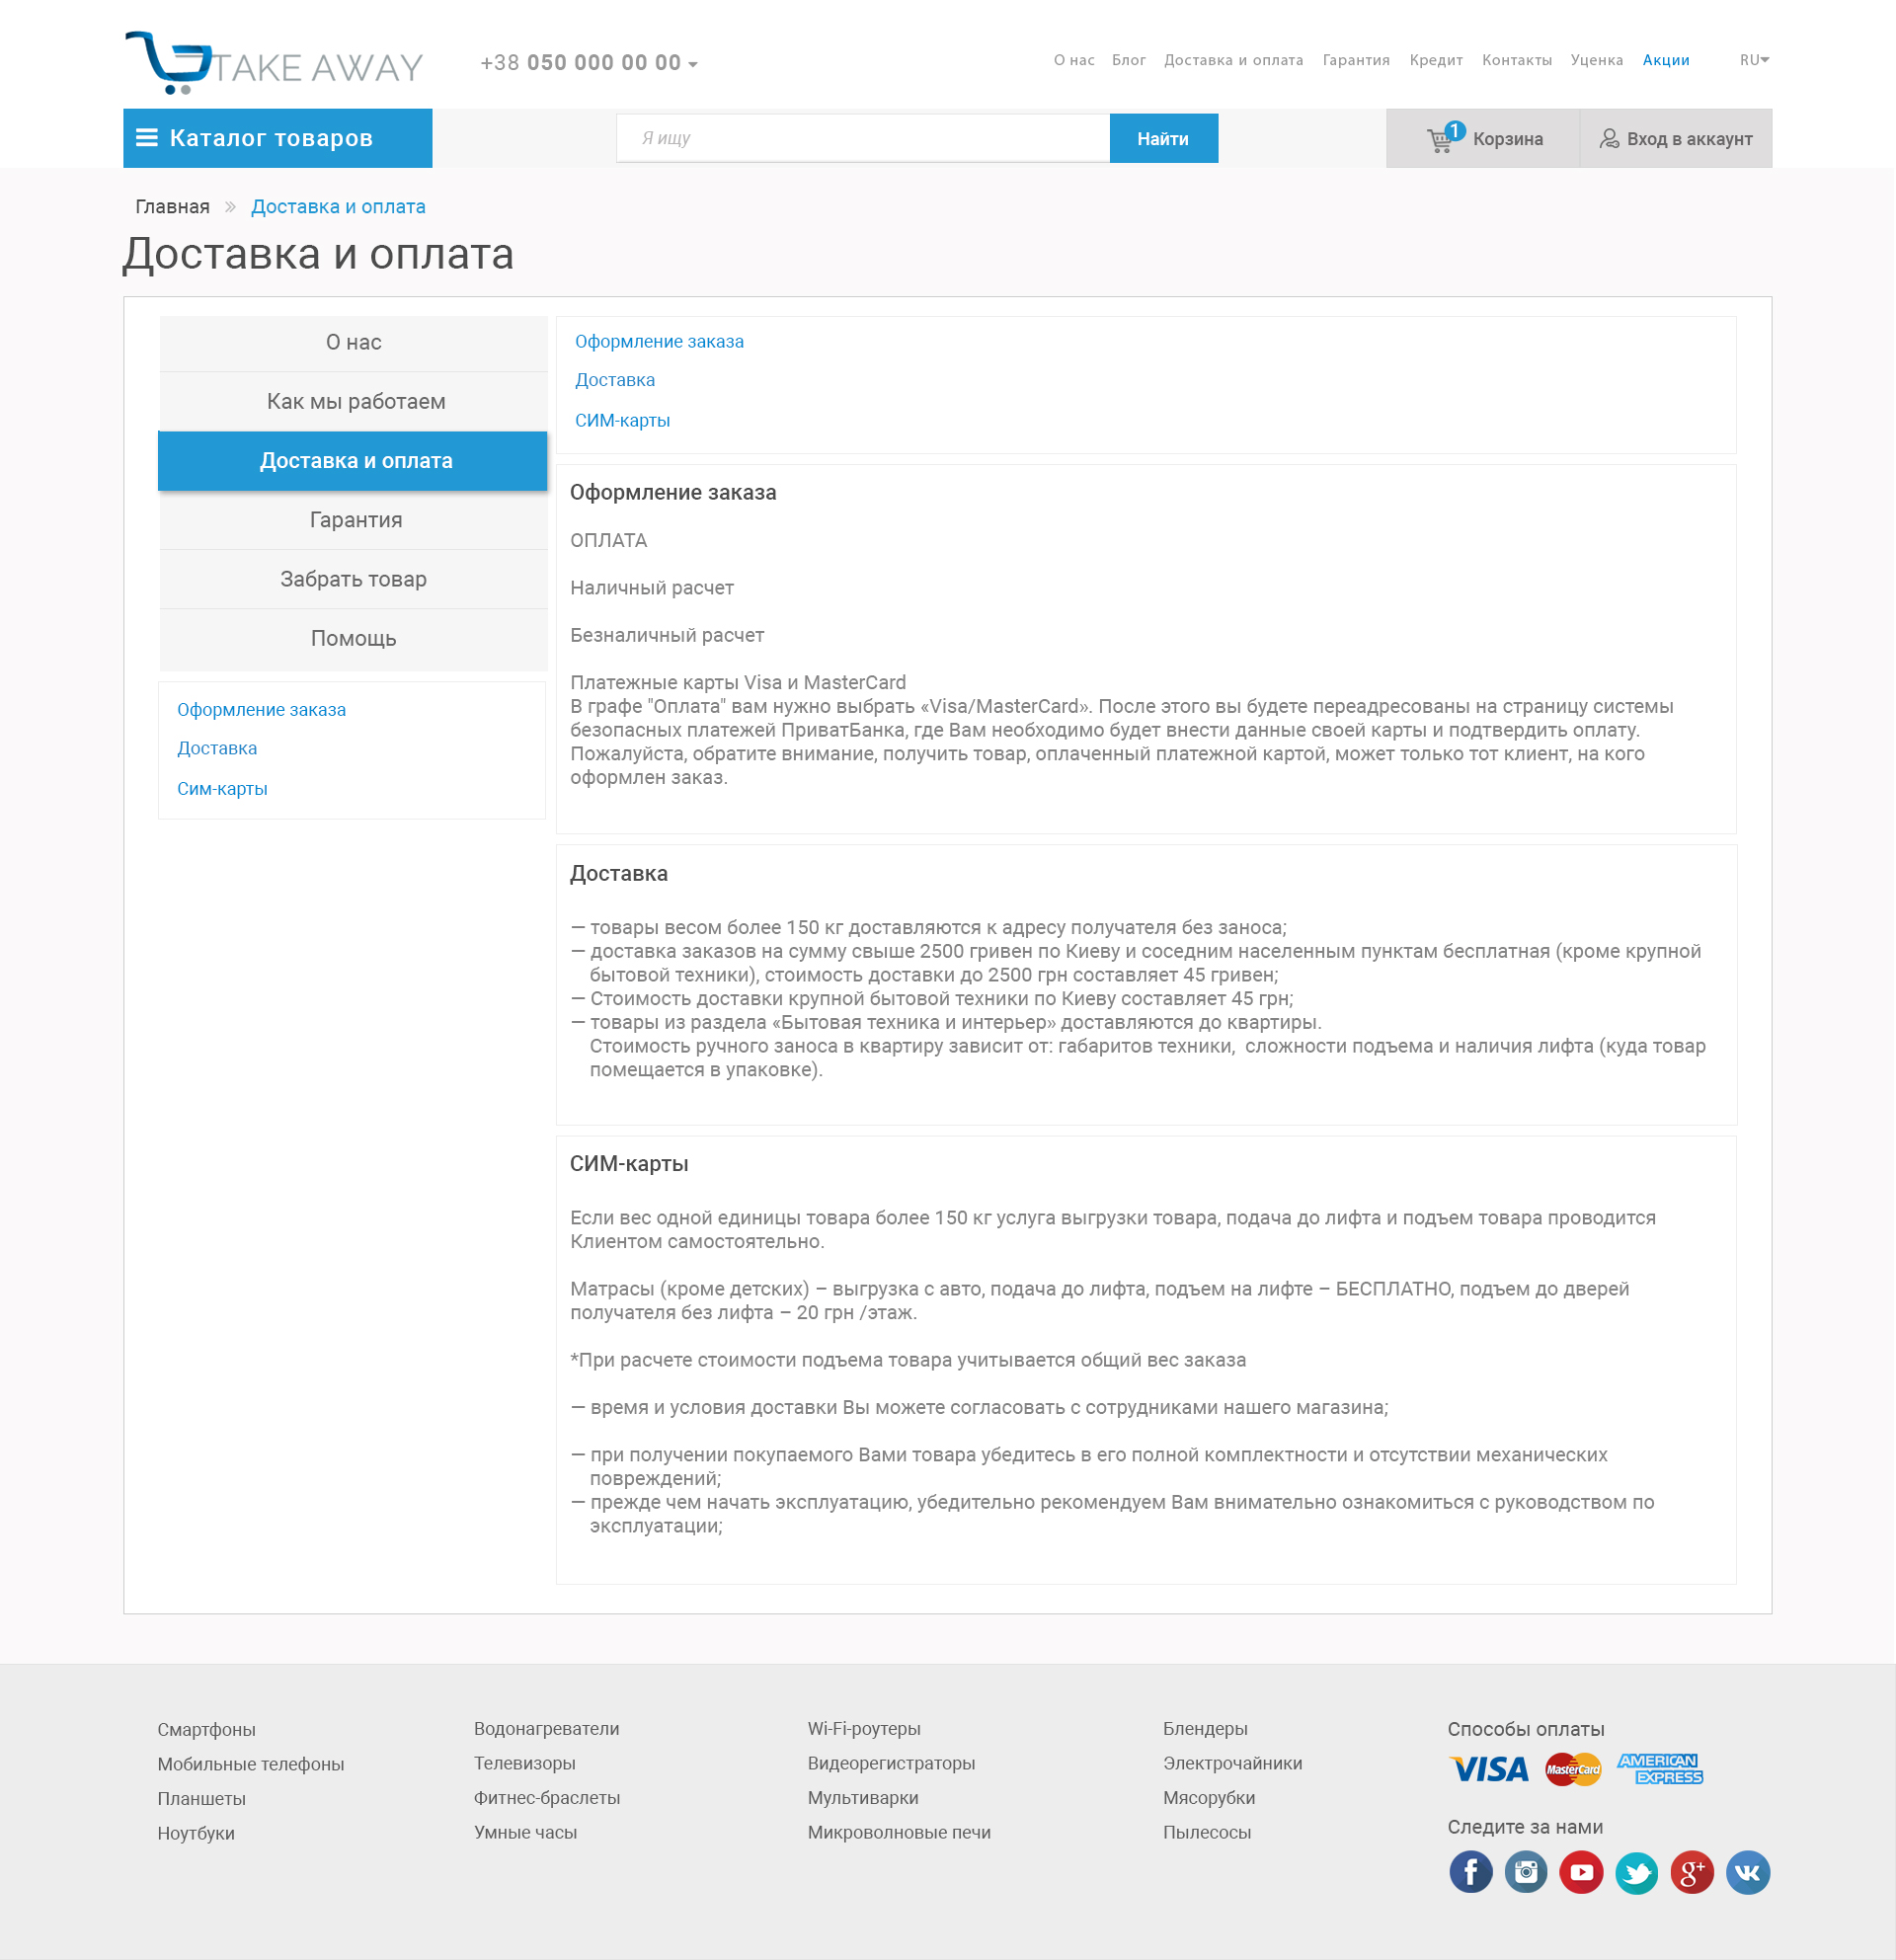 TAKE AWAY
+38 050 000 00 00
О нас Блог Доставка и оплата Гарантия Кредит Контакты Уценка Акции RU
Каталог товаров
Я ищу
Найти
1 Корзина
Вход в аккаунт
Главная » Доставка и оплата
Доставка и оплата
О нас
Как мы работаем
Доставка и оплата
Гарантия
Забрать товар
Помощь
Оформление заказа
Доставка
Сим-карты
Оформление заказа
Доставка
СИМ-карты
Оформление заказа
ОПЛАТА
Наличный расчет
Безналичный расчет
Платежные карты Visa и MasterCard
В графе "Оплата" вам нужно выбрать «Visa/MasterCard». После этого вы будете переадресованы на страницу системы
безопасных платежей ПриватБанка, где Вам необходимо будет внести данные своей карты и подтвердить оплату.
Пожалуйста, обратите внимание, получить товар, оплаченный платежной картой, может только тот клиент, на кого
оформлен заказ.
Доставка
— товары весом более 150 кг доставляются к адресу получателя без заноса;
— доставка заказов на сумму свыше 2500 гривен по Киеву и соседним населенным пунктам бесплатная (кроме крупной
бытовой техники), стоимость доставки до 2500 грн составляет 45 гривен;
— Стоимость доставки крупной бытовой техники по Киеву составляет 45 грн;
— товары из раздела «Бытовая техника и интерьер» доставляются до квартиры.
Стоимость ручного заноса в квартиру зависит от: габаритов техники, сложности подъема и наличия лифта (куда товар
помещается в упаковке).
СИМ-карты
Если вес одной единицы товара более 150 кг услуга выгрузки товара, подача до лифта и подъем товара проводится
Клиентом самостоятельно.
Матрасы (кроме детских) – выгрузка с авто, подача до лифта, подъем на лифте – БЕСПЛАТНО, подъем до дверей
получателя без лифта – 20 грн /этаж.
*При расчете стоимости подъема товара учитывается общий вес заказа
— время и условия доставки Вы можете согласовать с сотрудниками нашего магазина;
— при получении покупаемого Вами товара убедитесь в его полной комплектности и отсутствии механических
повреждений;
— прежде чем начать эксплуатацию, убедительно рекомендуем Вам внимательно ознакомиться с руководством по
эксплуатации;
Смартфоны
Мобильные телефоны
Планшеты
Ноутбуки
Водонагреватели
Телевизоры
Фитнес-браслеты
Умные часы
Wi-Fi-роутеры
Видеорегистраторы
Мультиварки
Микроволновые печи
Блендеры
Электрочайники
Мясорубки
Пылесосы
Способы оплаты
VISA MasterCard AMERICAN EXPRESS
Следите за нами